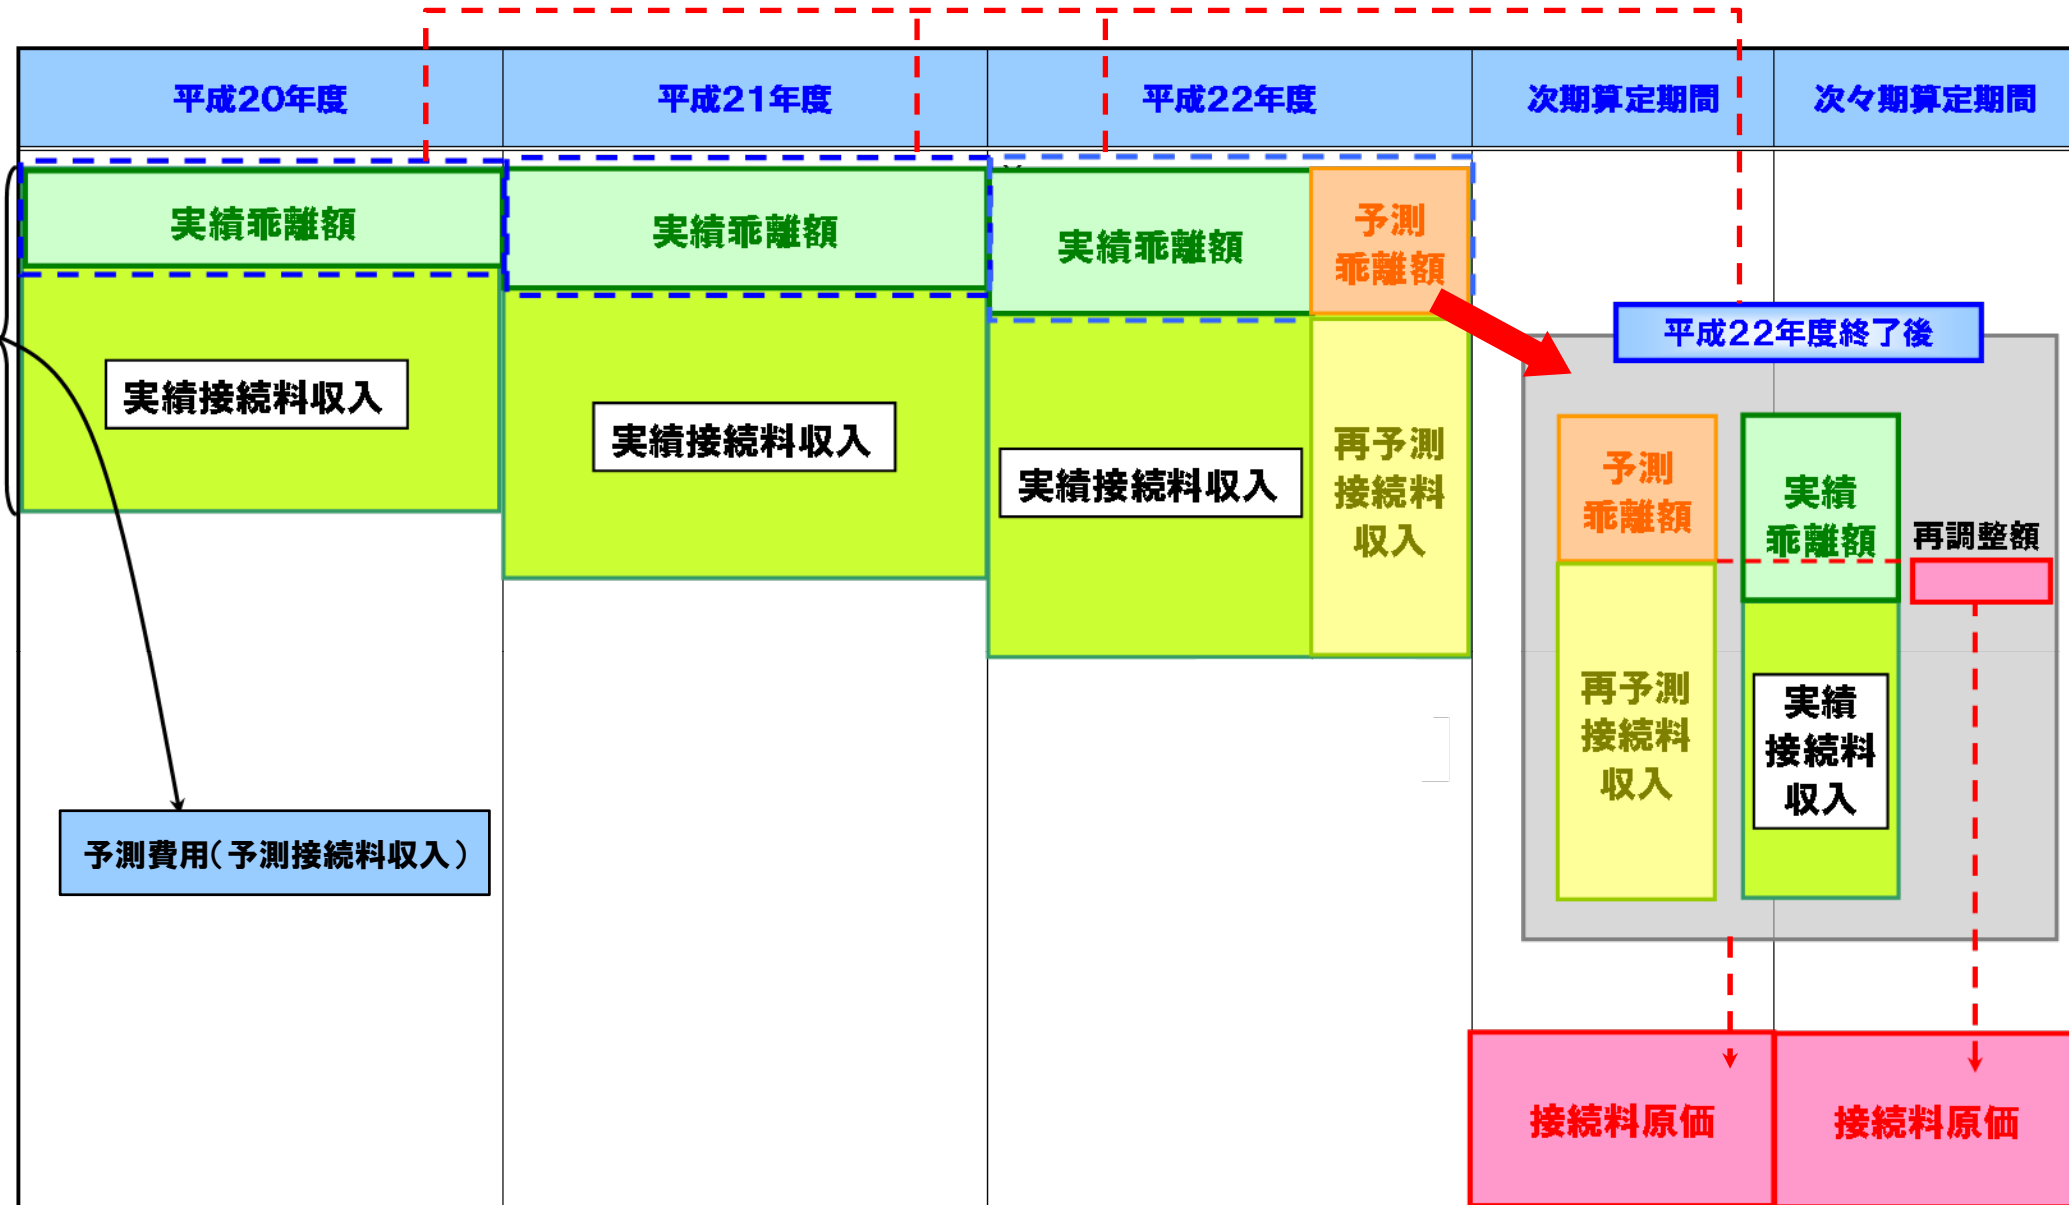 平成20年度
平成21年度
平成22年度
次期算定期間
次々期算定期間
実績乖離額
実績乖離額
実績乖離額
予測
乖離額
実績接続料収入
実績接続料収入
実績接続料収入
再予測
接続料
収入
平成22年度終了後
予測
乖離額
実績
乖離額
再調整額
再予測
接続料
収入
実績
接続料
収入
予測費用(予測接続料収入)
接続料原価
接続料原価